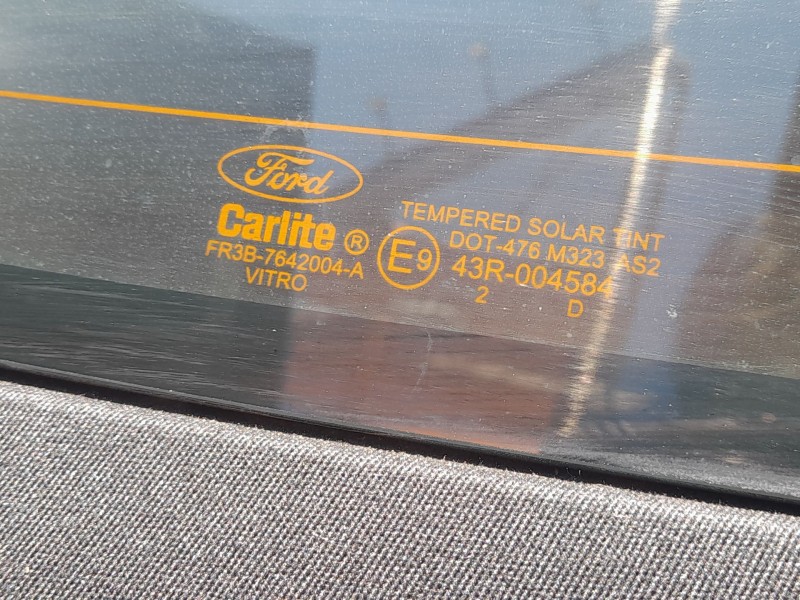 Ford
Carlite ®
FR3B-7642004-A
VITRO
E9
TEMPERED SOLAR TINT
DOT-476 M323 AS2
43R-004584
2 D